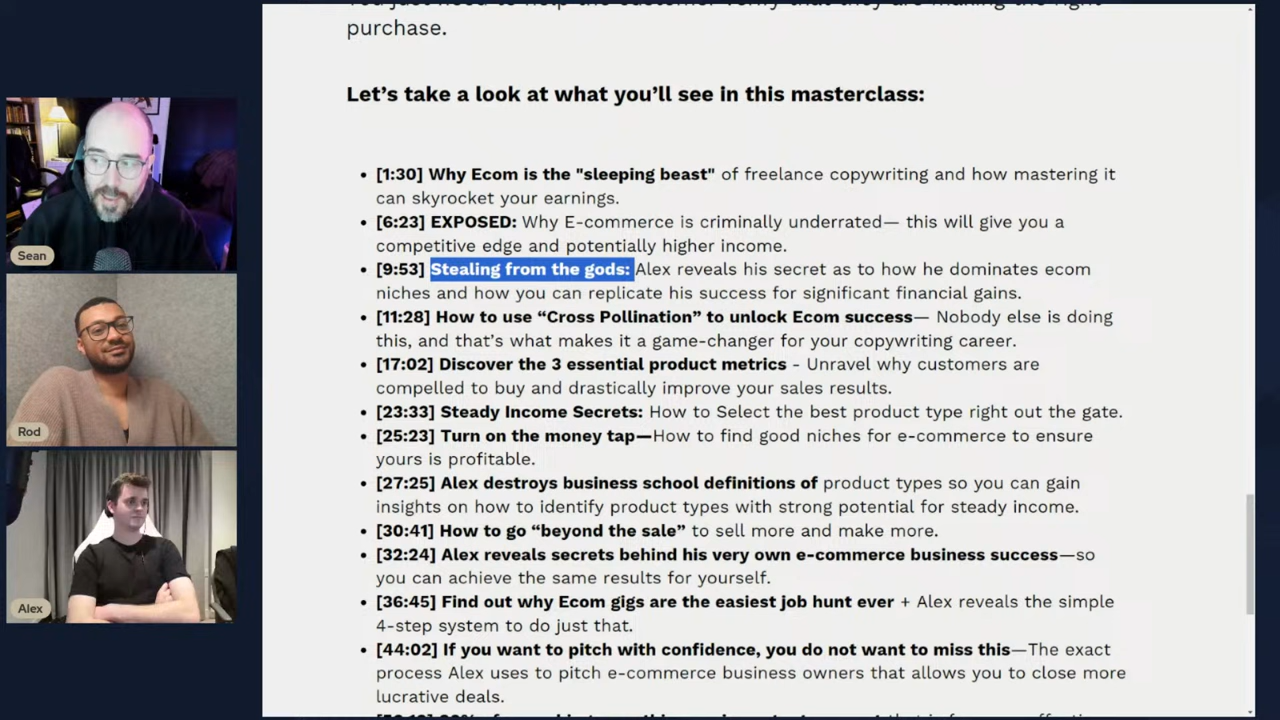 You just need to help the customer verify that they are making the right
purchase.
Let’s take a look at what you’ll see in this masterclass:
• [1:30] Why Ecom is the "sleeping beast" of freelance copywriting and how mastering it
can skyrocket your earnings.
• [6:23] EXPOSED: Why E-commerce is criminally underrated— this will give you a
competitive edge and potentially higher income.
• [9:53] Stealing from the gods: Alex reveals his secret as to how he dominates ecom
niches and how you can replicate his success for significant financial gains.
• [11:28] How to use “Cross Pollination” to unlock Ecom success— Nobody else is doing
this, and that’s what makes it a game-changer for your copywriting career.
• [17:02] Discover the 3 essential product metrics - Unravel why customers are
compelled to buy and drastically improve your sales results.
• [23:33] Steady Income Secrets: How to Select the best product type right out the gate.
• [25:23] Turn on the money tap—How to find good niches for e-commerce to ensure
yours is profitable.
• [27:25] Alex destroys business school definitions of product types so you can gain
insights on how to identify product types with strong potential for steady income.
• [30:41] How to go “beyond the sale” to sell more and make more.
• [32:24] Alex reveals secrets behind his very own e-commerce business success—so
you can achieve the same results for yourself.
• [36:45] Find out why Ecom gigs are the easiest job hunt ever + Alex reveals the simple
4-step system to do just that.
• [44:02] If you want to pitch with confidence, you do not want to miss this—The exact
process Alex uses to pitch e-commerce business owners that allows you to close more
lucrative deals.
Sean
Rod
Alex